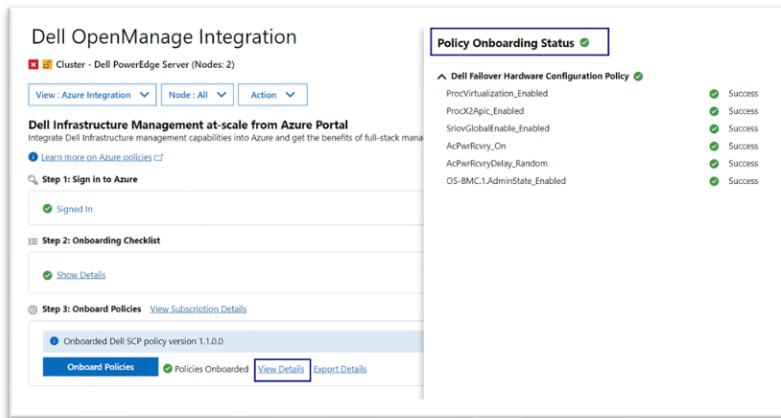 Dell OpenManage Integration
Cluster - Dell PowerEdge Server (Nodes: 2)
View : Azure Integration
Node : All
Action
Dell Infrastructure Management at-scale from Azure Portal
Integrate Dell Infrastructure management capabilities into Azure and get the benefits of full-stack mana
Learn more on Azure policies
Step 1: Sign in to Azure
Signed In
Step 2: Onboarding Checklist
Show Details
Step 3: Onboard Policies View Subscription Details
Onboarded Dell SCP policy version 1.1.0.0
Onboard Policies
Policies Onboarded View Details Export Details
Policy Onboarding Status
Dell Failover Hardware Configuration Policy
ProcVirtualization_Enabled Success
ProcX2Apic_Enabled Success
SriovGlobalEnable_Enabled Success
AcPwrRcvry_On Success
AcPwrRcvryDelay_Random Success
OS-BMC.1.AdminState_Enabled Success